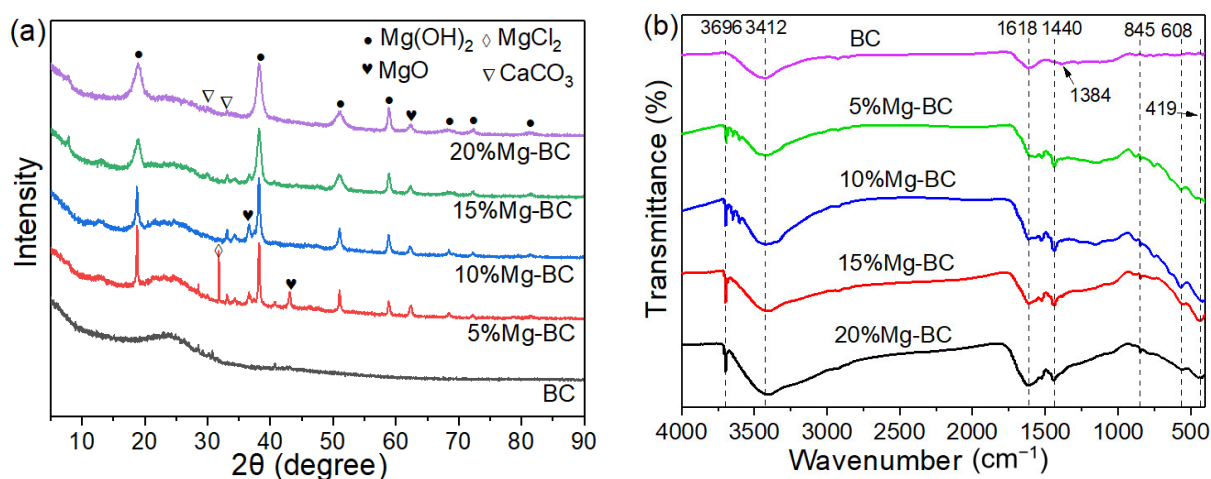 (a)
● Mg(OH)₂ ◊ MgCl₂
♥ MgO ▽ CaCO₃
20%Mg-BC
15%Mg-BC
10%Mg-BC
5%Mg-BC
BC
Intensity
10 20 30 40 50 60 70 80 90
2θ (degree)
(b)
3696 3412 1618 1440 845 608
BC
1384
419
5%Mg-BC
10%Mg-BC
15%Mg-BC
20%Mg-BC
Transmittance (%)
4000 3500 3000 2500 2000 1500 1000 500
Wavenumber (cm⁻¹)